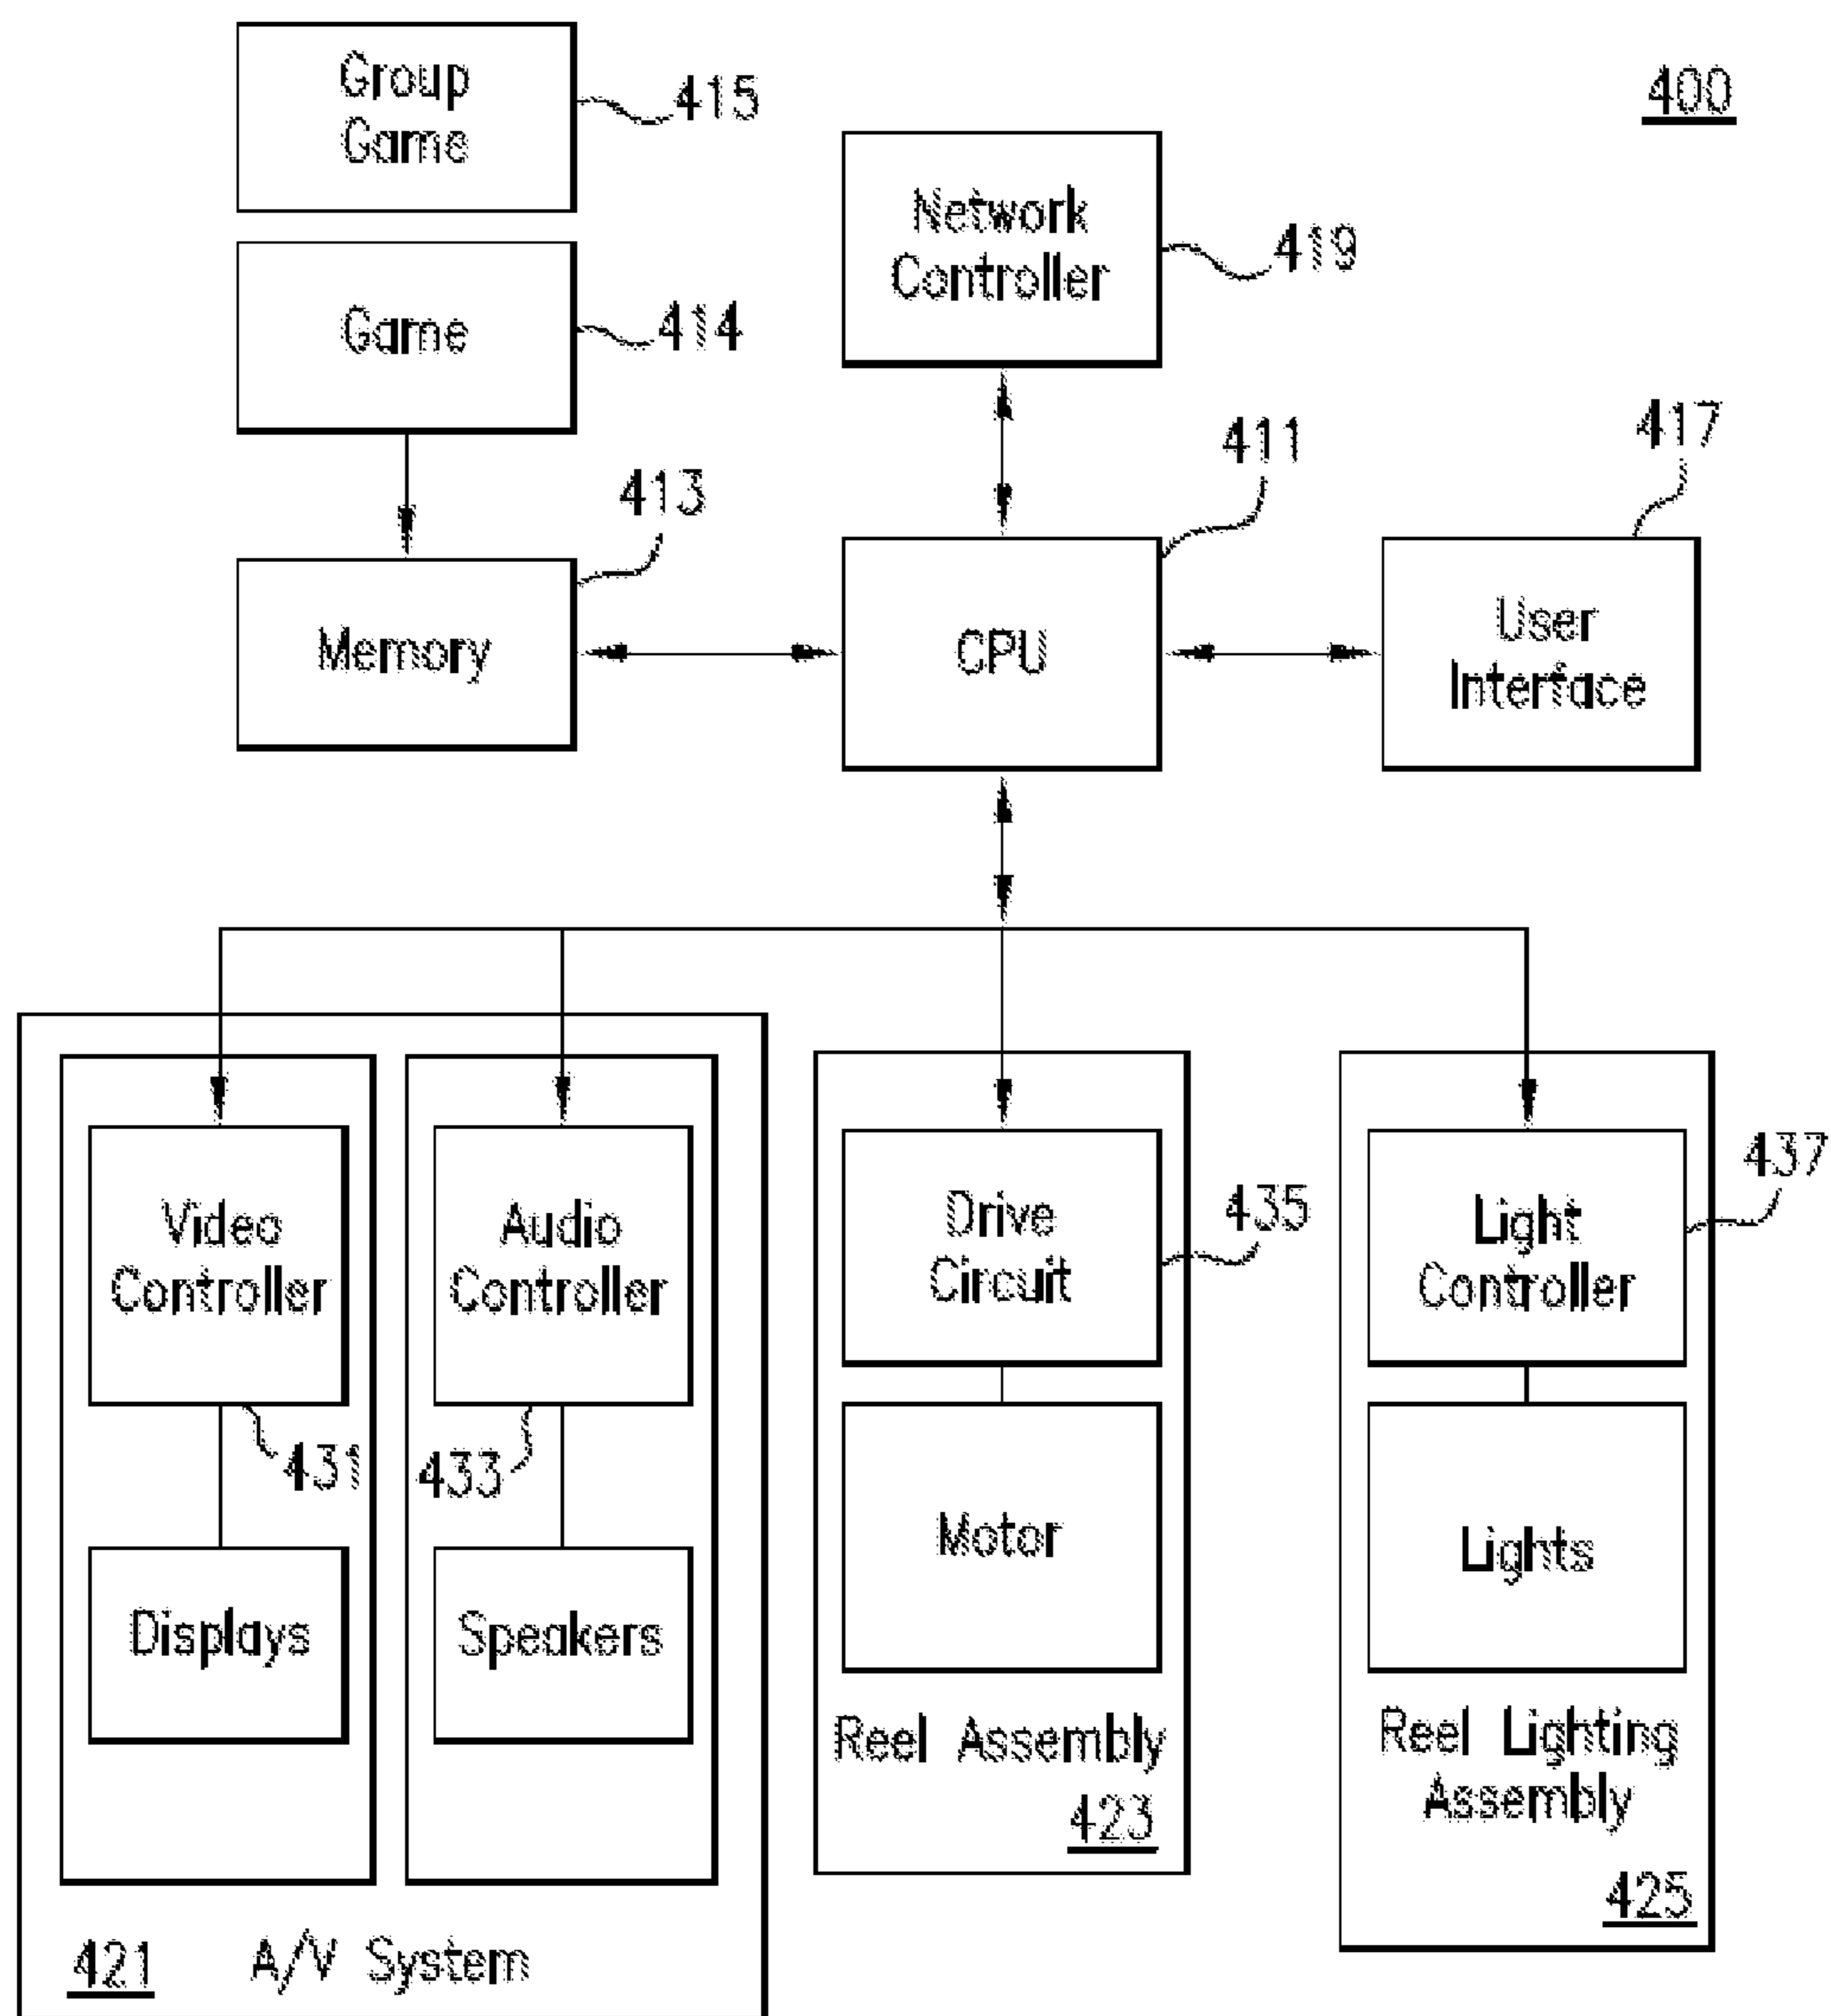 Group
Game
415
400
Network
Controller
419
Game
414
417
411
413
Memory
CPU
User
Interface
Video
Controller
Audio
Controller
Drive
Circuit
435
Light
Controller
437
431
433
Motor
Lights
Displays
Speakers
Reel Assembly
423
Reel Lighting
Assembly
425
421
A/V System